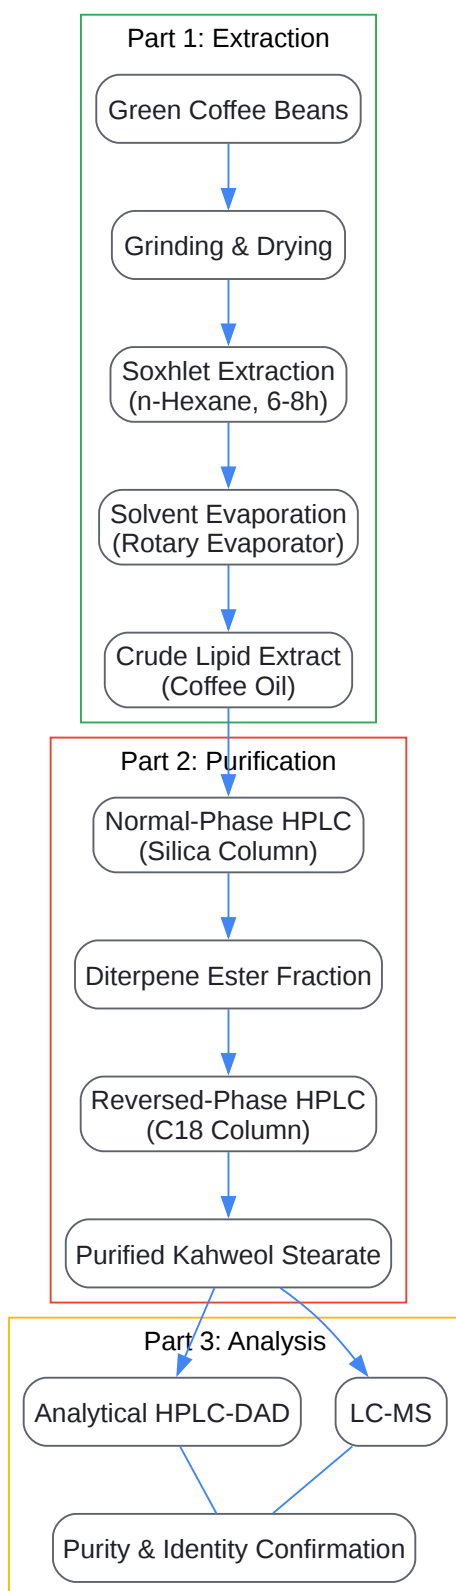 Part 1: Extraction
Green Coffee Beans
Grinding & Drying
Soxhlet Extraction
(n-Hexane, 6-8h)
Solvent Evaporation
(Rotary Evaporator)
Crude Lipid Extract
(Coffee Oil)
Part 2: Purification
Normal-Phase HPLC
(Silica Column)
Diterpene Ester Fraction
Reversed-Phase HPLC
(C18 Column)
Purified Kahweol Stearate
Part 3: Analysis
Analytical HPLC-DAD
LC-MS
Purity & Identity Confirmation